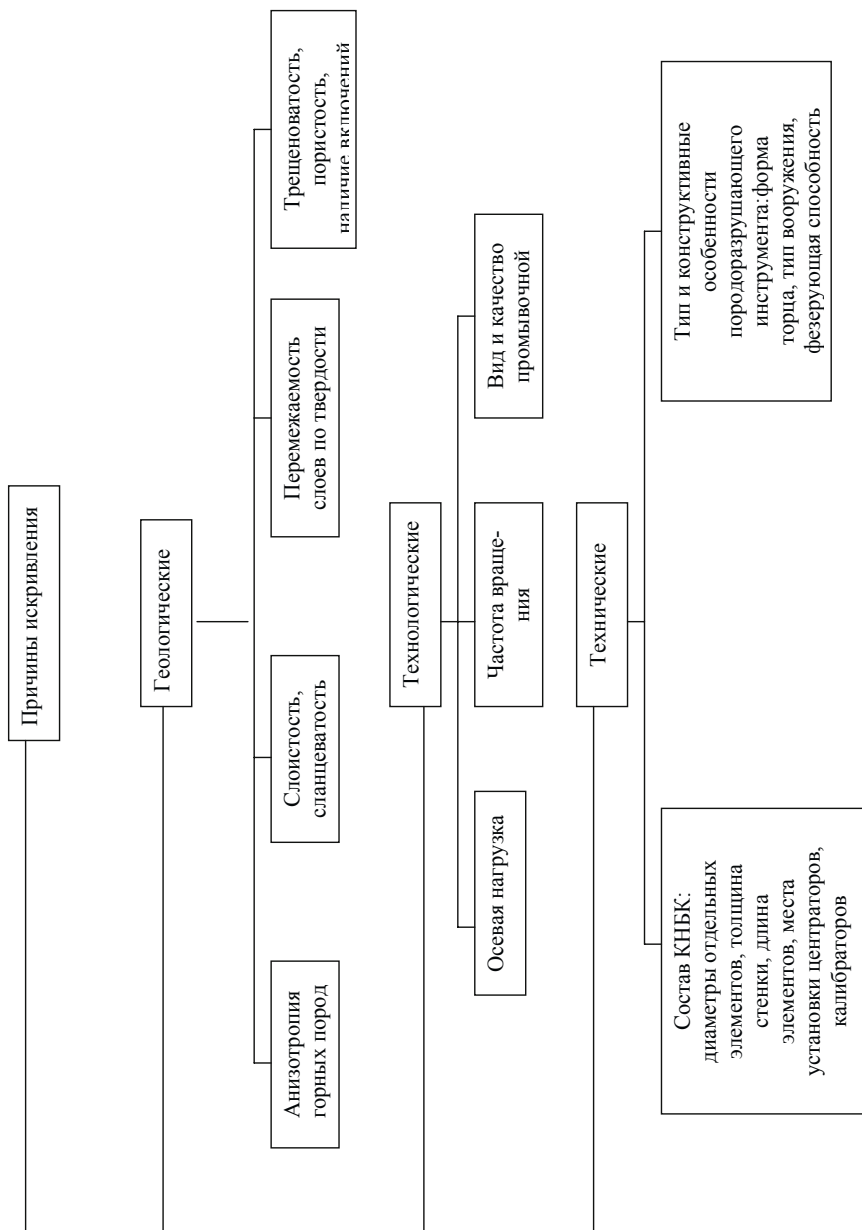 Причины искривления
Геологические
Анизотропия
горных пород
Слоистость,
сланцеватость
Перемежаемость
слоев по твердости
Трещеноватость,
пористость,
наличие включений
Технологические
Осевая нагрузка
Частота враще-
ния
Вид и качество
промывочной
Технические
Состав КНБК:
диаметры отдельных
элементов, толщина
стенки, длина
элементов, места
установки центраторов,
калибраторов
Тип и конструктивные
особенности
породоразрушающего
инструмента:форма
торца, тип вооружения,
фезерующая способность